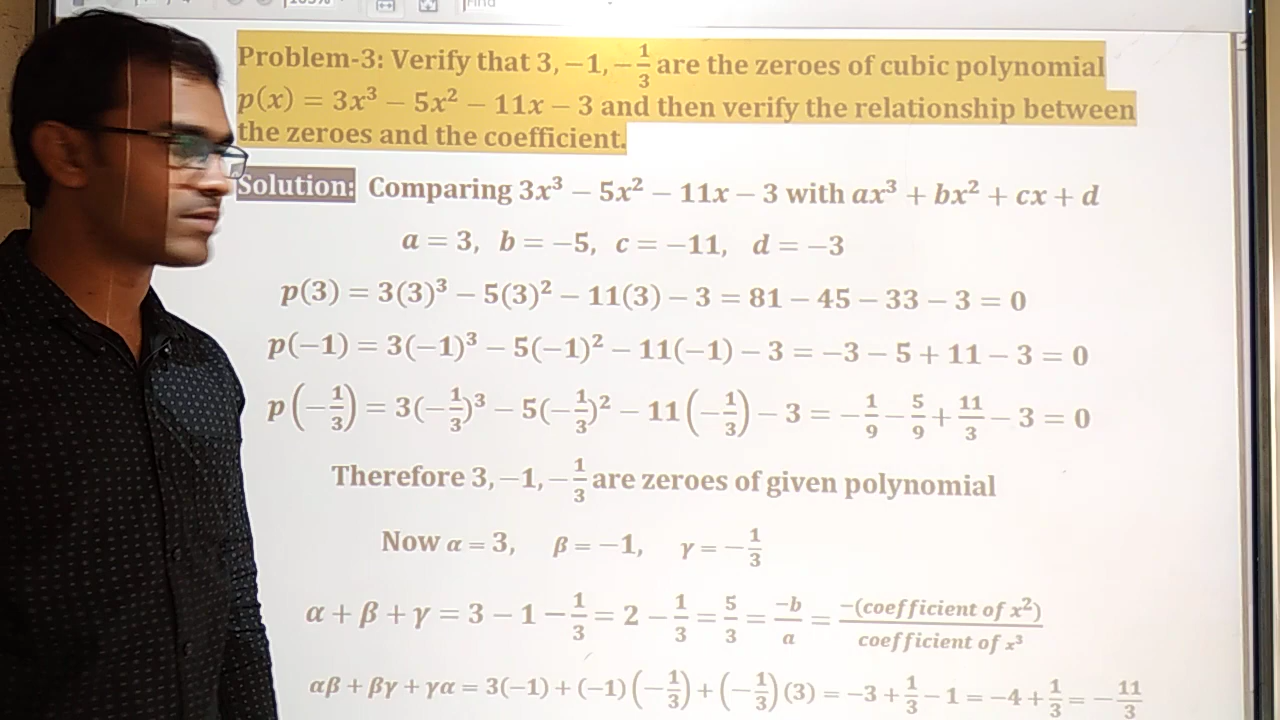 Problem-3: Verify that 3, −1, −1/3 are the zeroes of cubic polynomial
p(x) = 3x³ − 5x² − 11x − 3 and then verify the relationship between
the zeroes and the coefficient.
Solution: Comparing 3x³ − 5x² − 11x − 3 with ax³ + bx² + cx + d
a = 3, b = −5, c = −11, d = −3
p(3) = 3(3)³ − 5(3)² − 11(3) − 3 = 81 − 45 − 33 − 3 = 0
p(−1) = 3(−1)³ − 5(−1)² − 11(−1) − 3 = −3 − 5 + 11 − 3 = 0
p(−1/3) = 3(−1/3)³ − 5(−1/3)² − 11(−1/3) − 3 = −1/9 − 5/9 + 11/3 − 3 = 0
Therefore 3, −1, −1/3 are zeroes of given polynomial
Now α = 3, β = −1, γ = −1/3
α + β + γ = 3 − 1 − 1/3 = 2 − 1/3 = 5/3 = −b/a = −(coefficient of x²)/coefficient of x³
αβ + βγ + γα = 3(−1) + (−1)(−1/3) + (−1/3)(3) = −3 + 1/3 − 1 = −4 + 1/3 = −11/3